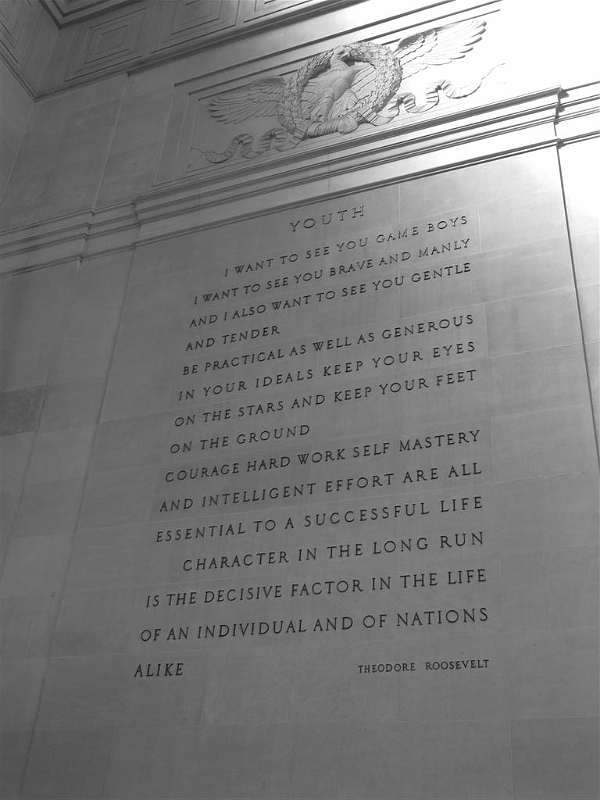 YOUTH
I WANT TO SEE YOU GAME BOYS
I WANT TO SEE YOU BRAVE AND MANLY
AND I ALSO WANT TO SEE YOU GENTLE
AND TENDER
BE PRACTICAL AS WELL AS GENEROUS
IN YOUR IDEALS KEEP YOUR EYES
ON THE STARS AND KEEP YOUR FEET
ON THE GROUND
COURAGE HARD WORK SELF MASTERY
AND INTELLIGENT EFFORT ARE ALL
ESSENTIAL TO A SUCCESSFUL LIFE
CHARACTER IN THE LONG RUN
IS THE DECISIVE FACTOR IN THE LIFE
OF AN INDIVIDUAL AND OF NATIONS
ALIKE THEODORE ROOSEVELT